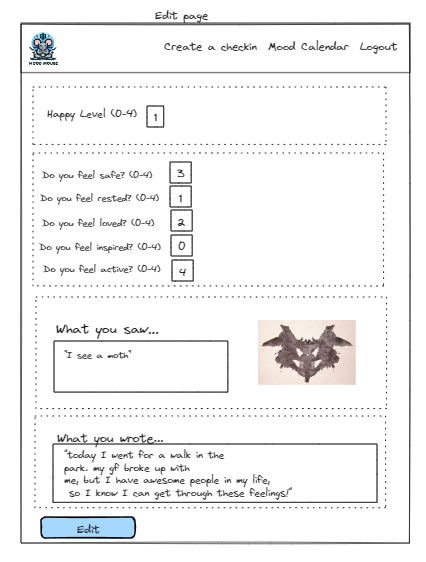 Edit page
MOOD MOUSE
Create a checkin Mood Calendar Logout
Happy Level (0-4) 1
Do you feel safe? (0-4) 3
Do you feel rested? (0-4) 1
Do you feel loved? (0-4) 2
Do you feel inspired? (0-4) 0
Do you feel active? (0-4) 4
What you saw...
"I see a moth"
What you wrote...
"today I went for a walk in the
park. my gf broke up with
me, but I have awesome people in my life,
so I know I can get through these feelings!"
Edit